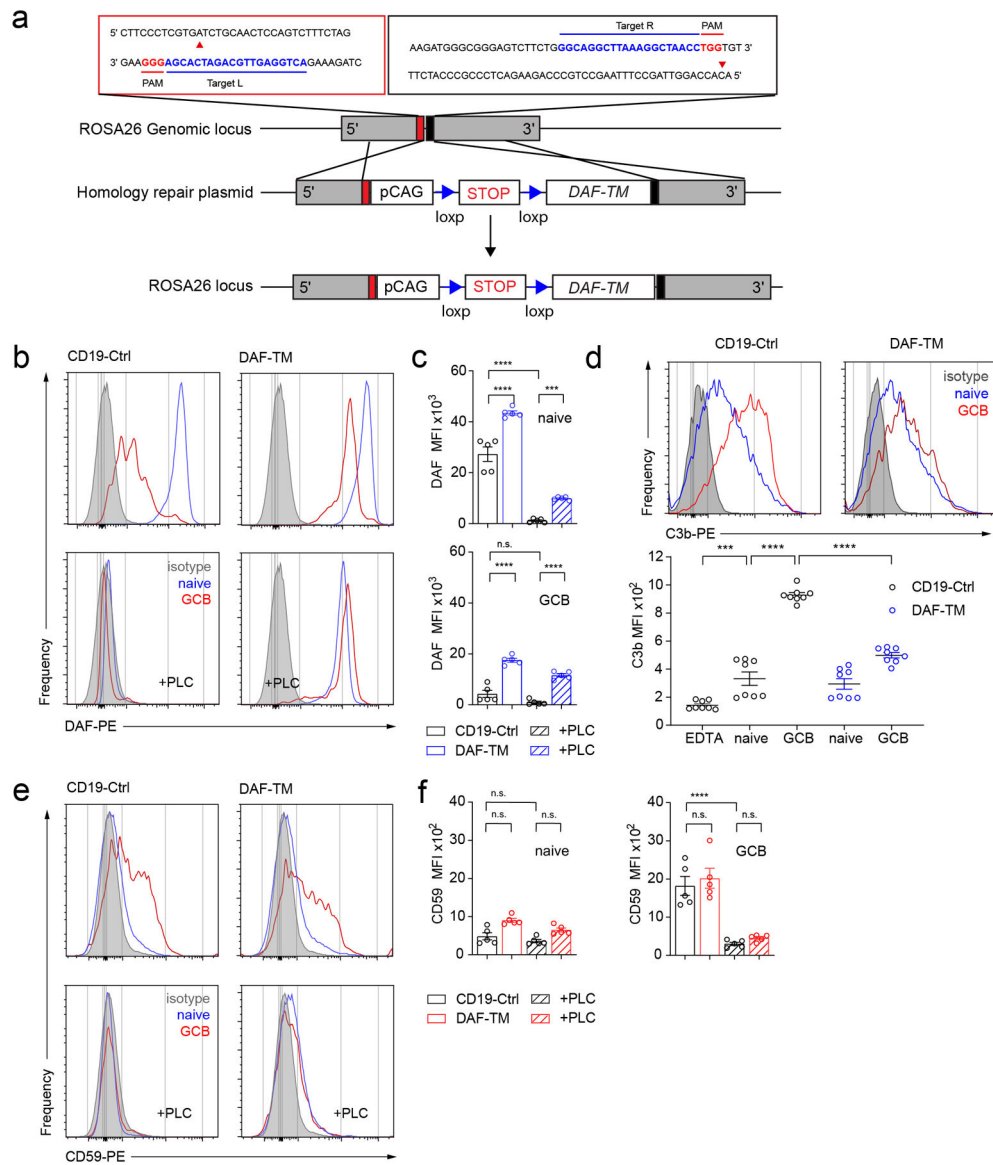 a
5' CTTCCCTCGTGATCTGCAACTCCAGTCTTTCTAG
3' GAAGGGAGCACTAGACGTTGAGGTCAGAAAGATC
PAM Target L
Target R PAM
AAGATGGGCGGGAGTCTTCTGGGCAGGCTTAAAGGCTAACCTGGTGT 3'
TTCTACCCGCCCTCAGAAGACCCGTCCGAATTTCCGATTGGACCACA 5'
ROSA26 Genomic locus 5' 3'
Homology repair plasmid 5' pCAG STOP DAF-TM 3'
loxp loxp
ROSA26 locus 5' pCAG STOP DAF-TM 3'
loxp loxp
b
CD19-Ctrl DAF-TM
isotype
naive
GCB
+PLC +PLC
Frequency
DAF-PE
c
DAF MFI x10³
60
40
20
0
**** **** ***
naive
DAF MFI x10³
60
40
20
0
n.s. **** ****
GCB
CD19-Ctrl +PLC
DAF-TM +PLC
d
CD19-Ctrl DAF-TM
isotype
naive
GCB
Frequency
C3b-PE
C3b MFI x10²
10
8
6
4
2
0
*** **** ****
CD19-Ctrl
DAF-TM
EDTA naive GCB naive GCB
e
CD19-Ctrl DAF-TM
isotype
naive
GCB
+PLC +PLC
Frequency
CD59-PE
f
CD59 MFI x10²
40
30
20
10
0
n.s. n.s. n.s.
naive
CD59 MFI x10²
40
30
20
10
0
**** n.s. n.s.
GCB
CD19-Ctrl +PLC
DAF-TM +PLC